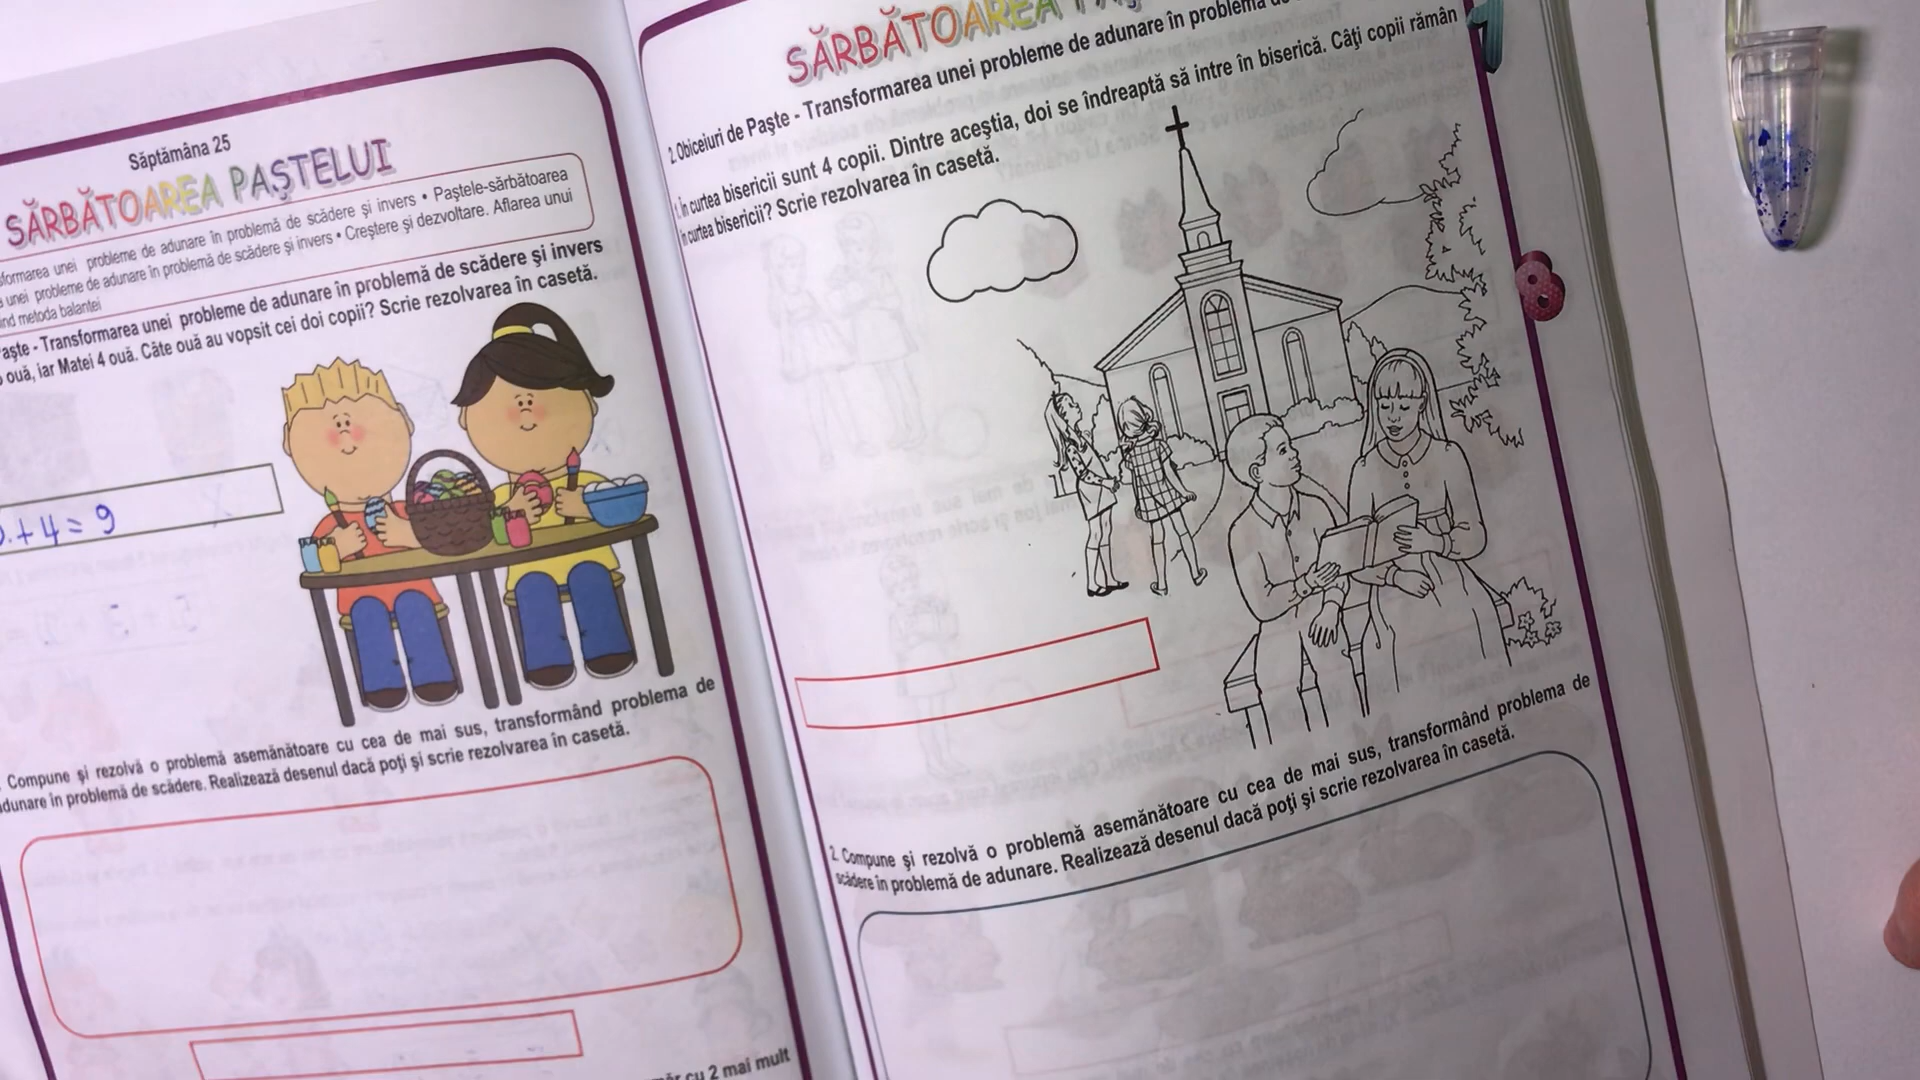 Săptămâna 25
SĂRBĂTOAREA PAŞTELUI
unei probleme de adunare în problemă de scădere şi invers • Paştele-sărbătoarea
unei probleme de adunare în problemă de scădere şi invers • Creştere şi dezvoltare. Aflarea unui
metoda balanţei
- Transformarea unei probleme de adunare în problemă de scădere şi invers
ouă, iar Matei 4 ouă. Câte ouă au vopsit cei doi copii? Scrie rezolvarea în casetă.
+ 4 = 9
Compune şi rezolvă o problemă asemănătoare cu cea de mai sus, transformând problema de
adunare în problemă de scădere. Realizează desenul dacă poţi şi scrie rezolvarea în casetă.
cu 2 mai mult
SĂRBĂTOAREA
2. Obiceiuri de Paşte - Transformarea unei probleme de adunare în problemă de
1. În curtea bisericii sunt 4 copii. Dintre aceştia, doi se îndreaptă să intre în biserică. Câţi copii rămân
în curtea bisericii? Scrie rezolvarea în casetă.
2. Compune şi rezolvă o problemă asemănătoare cu cea de mai sus, transformând problema de
scădere în problemă de adunare. Realizează desenul dacă poţi şi scrie rezolvarea în casetă.
7
8